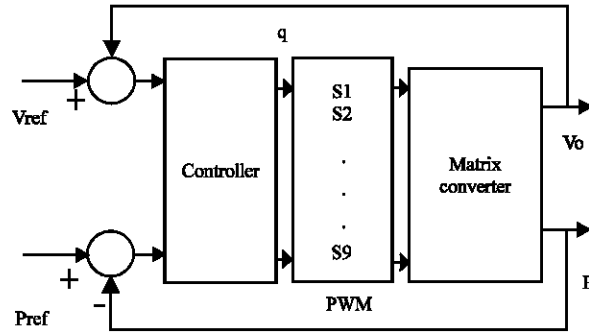 q
+
Vref
S1
S2
.
.
.
S9
Controller
Matrix
converter
Vo
+
-
Pref
PWM
P